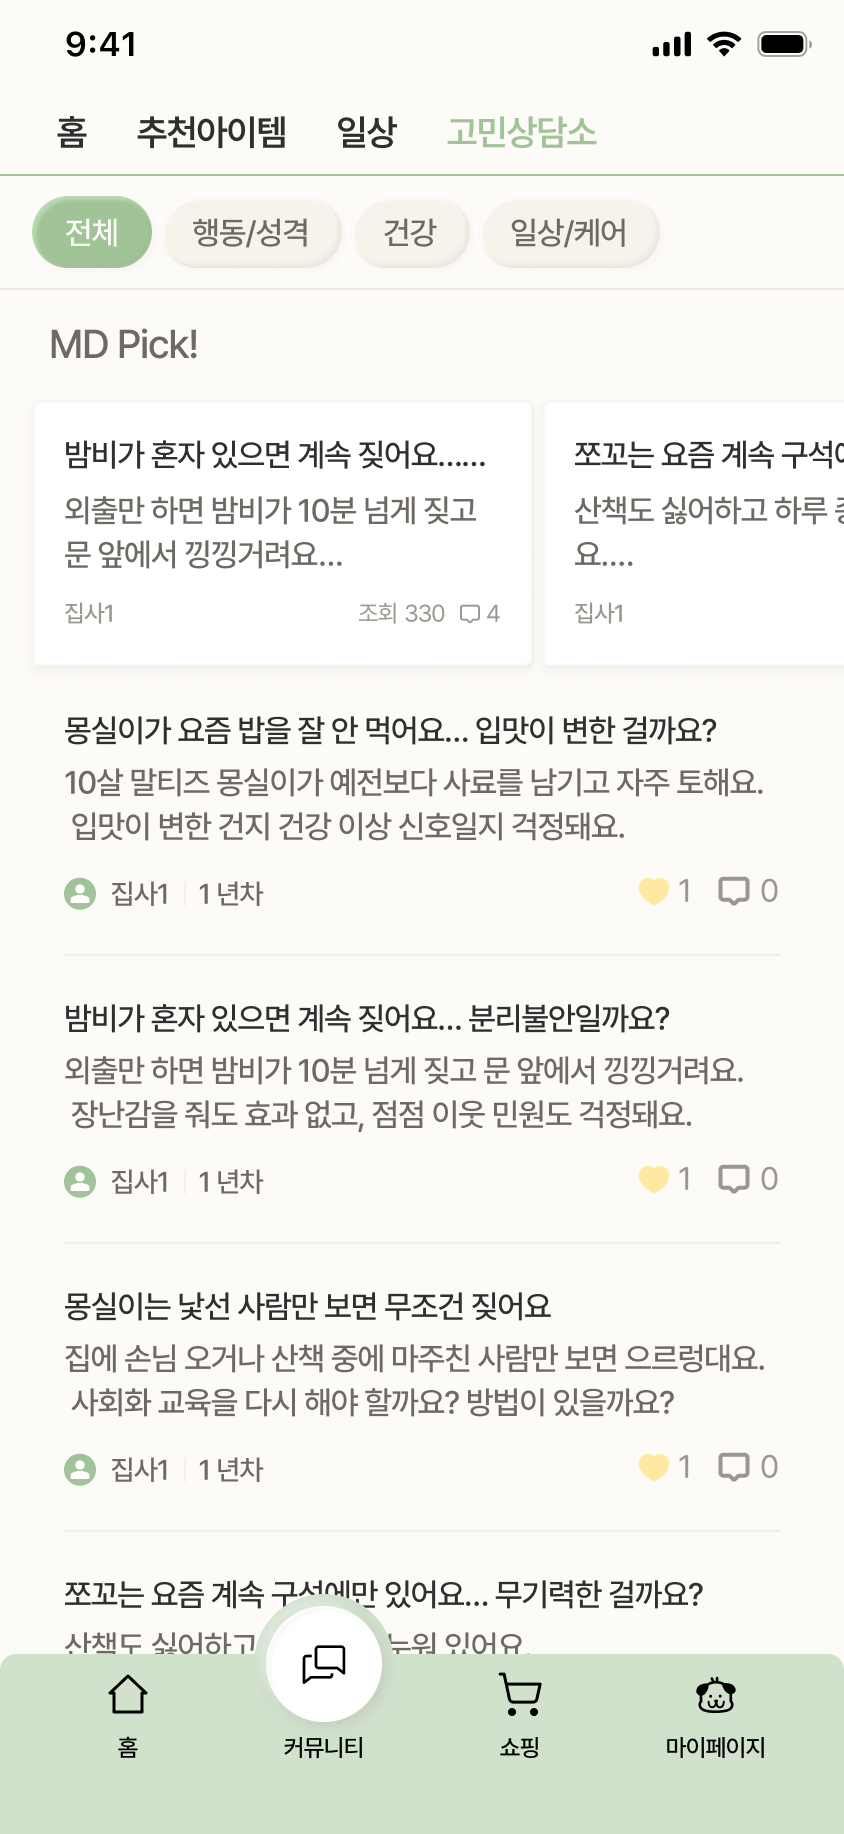 9:41
홈 추천아이템 일상 고민상담소
전체 행동/성격 건강 일상/케어
MD Pick!
밤비가 혼자 있으면 계속 짖어요......
외출만 하면 밤비가 10분 넘게 짖고
문 앞에서 낑낑거려요...
집사1 조회 330 4
쪼꼬는 요즘 계속 구석에
산책도 싫어하고 하루 종
요....
집사1
몽실이가 요즘 밥을 잘 안 먹어요... 입맛이 변한 걸까요?
10살 말티즈 몽실이가 예전보다 사료를 남기고 자주 토해요.
입맛이 변한 건지 건강 이상 신호일지 걱정돼요.
집사1 1 년차 1 0
밤비가 혼자 있으면 계속 짖어요... 분리불안일까요?
외출만 하면 밤비가 10분 넘게 짖고 문 앞에서 낑낑거려요.
장난감을 줘도 효과 없고, 점점 이웃 민원도 걱정돼요.
집사1 1 년차 1 0
몽실이는 낯선 사람만 보면 무조건 짖어요
집에 손님 오거나 산책 중에 마주친 사람만 보면 으르렁대요.
사회화 교육을 다시 해야 할까요? 방법이 있을까요?
집사1 1 년차 1 0
쪼꼬는 요즘 계속 구석에만 있어요... 무기력한 걸까요?
산책도 싫어하고 누워 있어요.
홈 커뮤니티 쇼핑 마이페이지